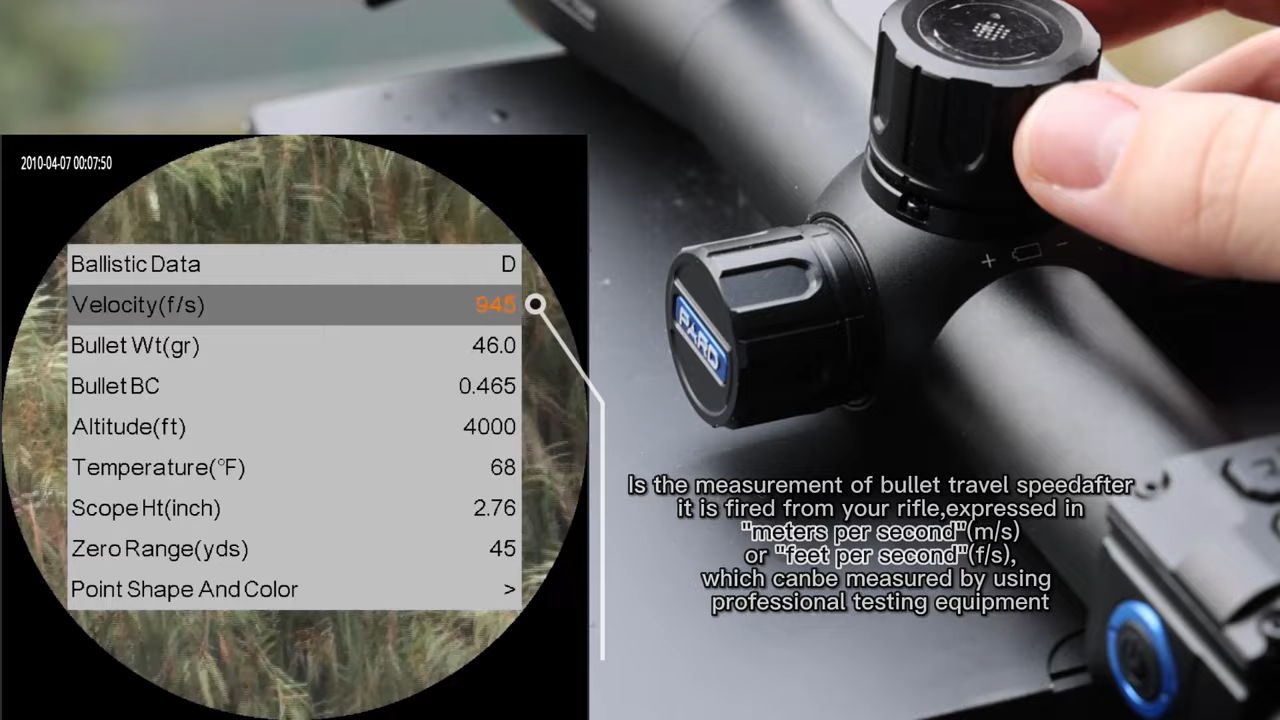 2010-04-07 00:07:50
Ballistic Data D
Velocity(f/s) 945
Bullet Wt(gr) 46.0
Bullet BC 0.465
Altitude(ft) 4000
Temperature(°F) 68
Scope Ht(inch) 2.76
Zero Range(yds) 45
Point Shape And Color >
PARD
+ -
Is the measurement of bullet travel speedafter
it is fired from your rifle,expressed in
"meters per second"(m/s)
or "feet per second"(f/s),
which canbe measured by using
professional testing equipment